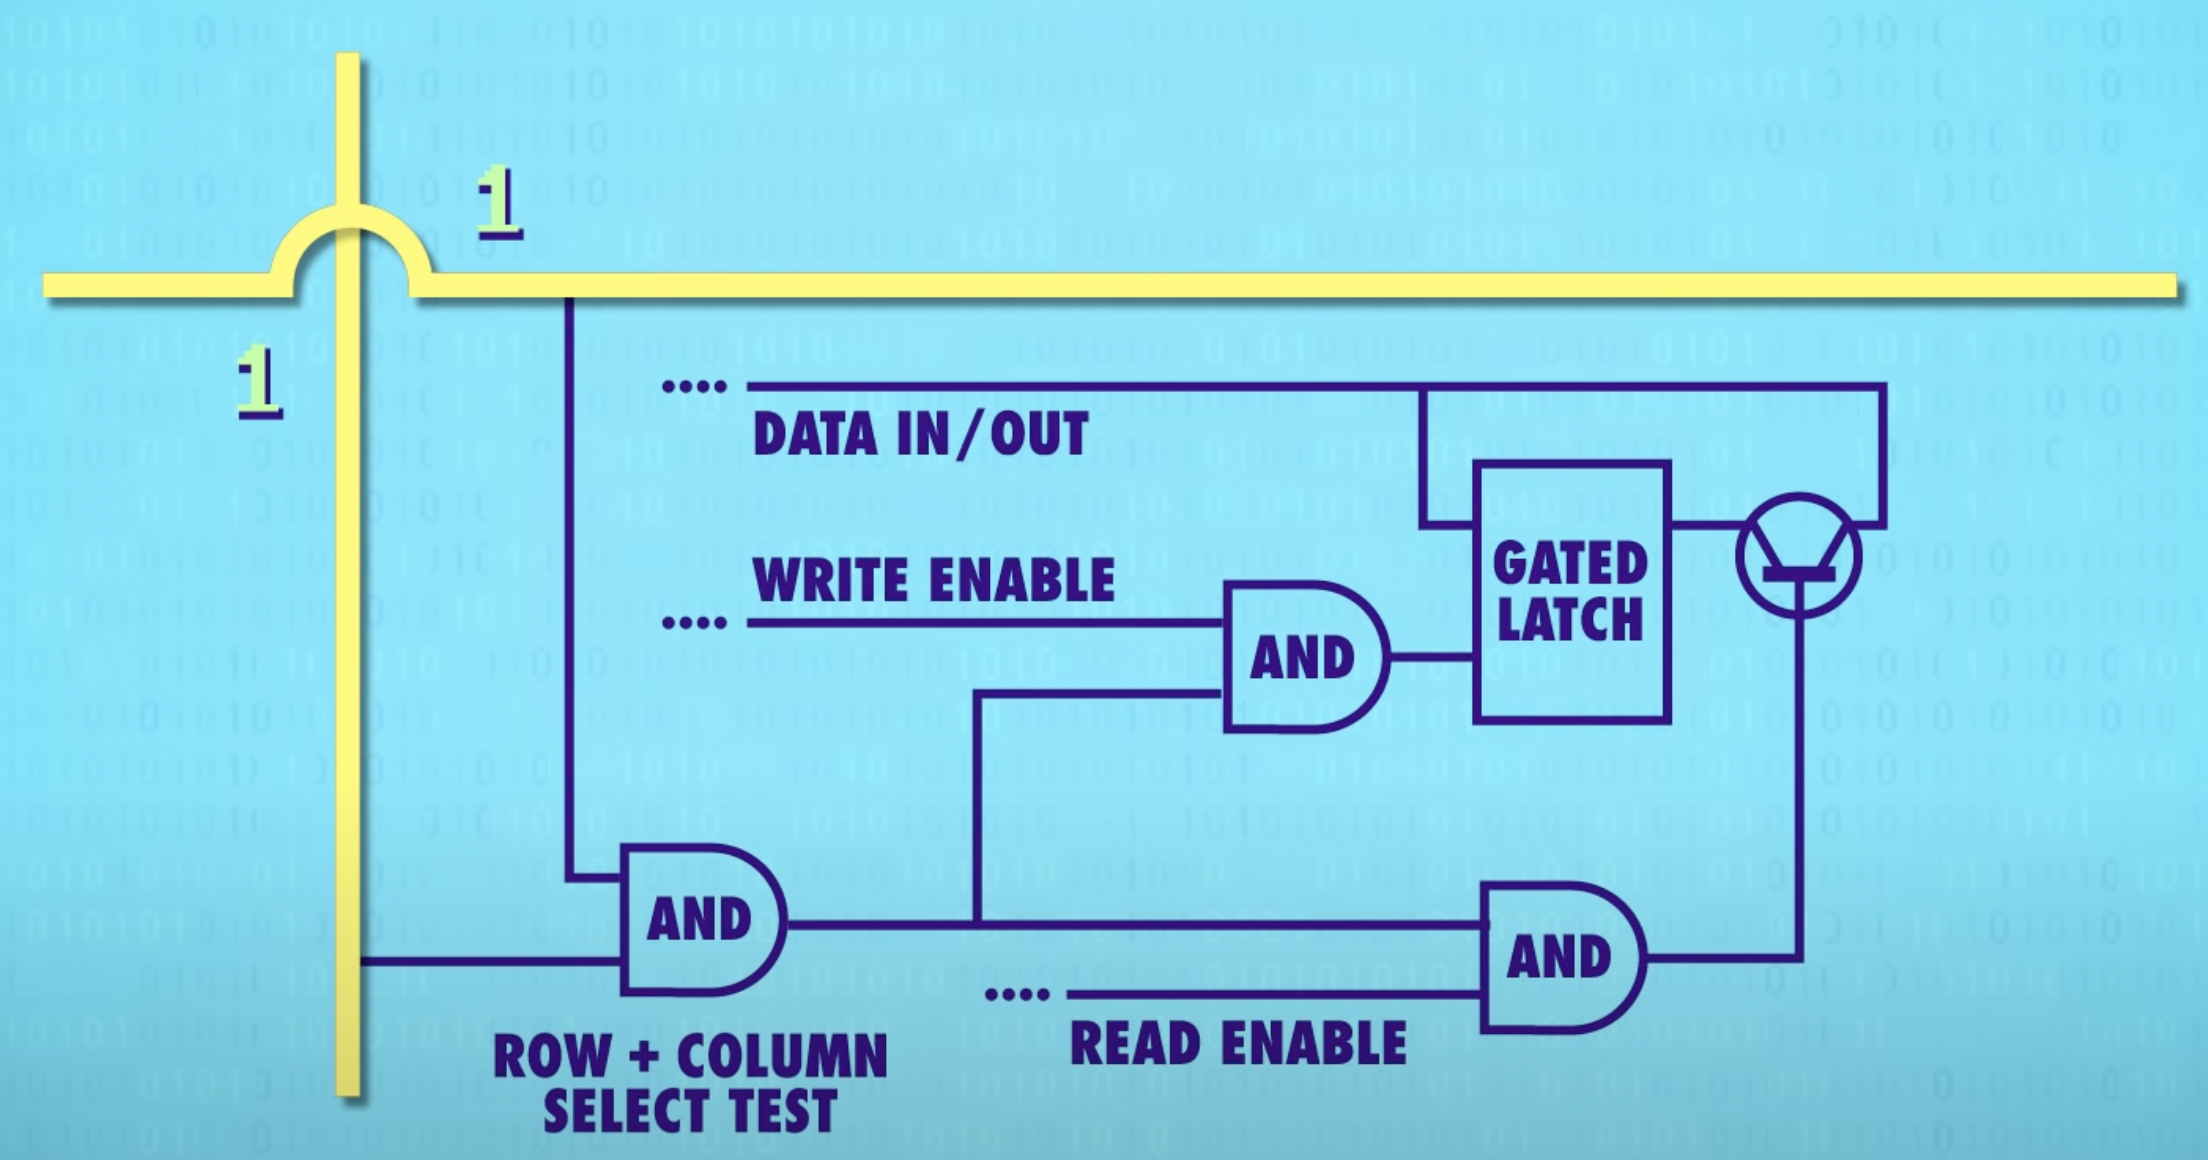 1
1
DATA IN/OUT
WRITE ENABLE
GATED
LATCH
AND
AND
AND
READ ENABLE
ROW + COLUMN
SELECT TEST